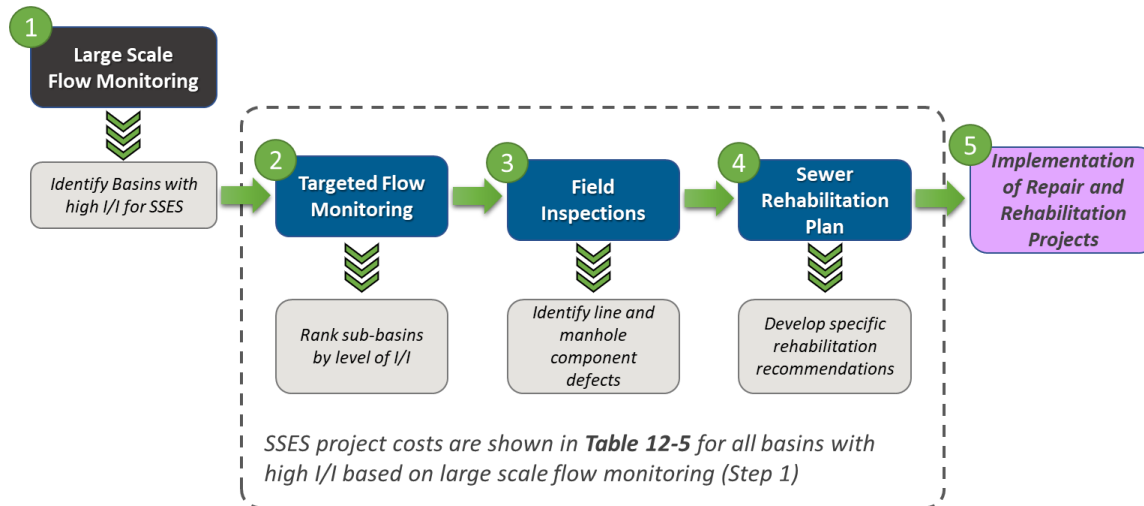 1
Large Scale
Flow Monitoring
Identify Basins with
high I/I for SSES
2
Targeted Flow
Monitoring
Rank sub-basins
by level of I/I
3
Field
Inspections
Identify line and
manhole
component
defects
4
Sewer
Rehabilitation
Plan
Develop specific
rehabilitation
recommendations
5
Implementation
of Repair and
Rehabilitation
Projects
SSES project costs are shown in Table 12-5 for all basins with
high I/I based on large scale flow monitoring (Step 1)